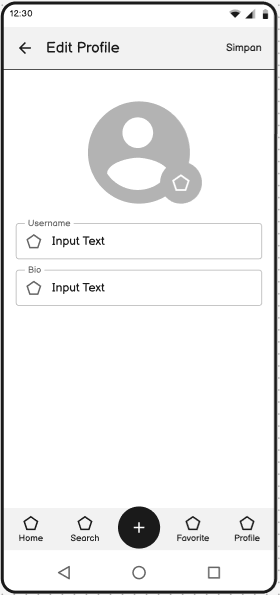 12:30
Edit Profile
Simpan
Username
Input Text
Bio
Input Text
Home
Search
Favorite
Profile